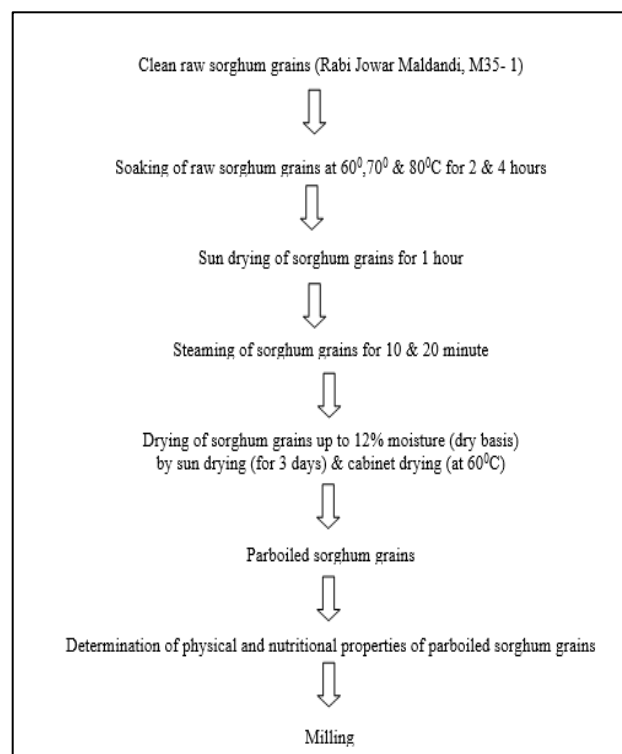 Clean raw sorghum grains (Rabi Jowar Maldandi, M35- 1)
Soaking of raw sorghum grains at 60⁰,70⁰ & 80⁰C for 2 & 4 hours
Sun drying of sorghum grains for 1 hour
Steaming of sorghum grains for 10 & 20 minute
Drying of sorghum grains up to 12% moisture (dry basis)
by sun drying (for 3 days) & cabinet drying (at 60⁰C)
Parboiled sorghum grains
Determination of physical and nutritional properties of parboiled sorghum grains
Milling